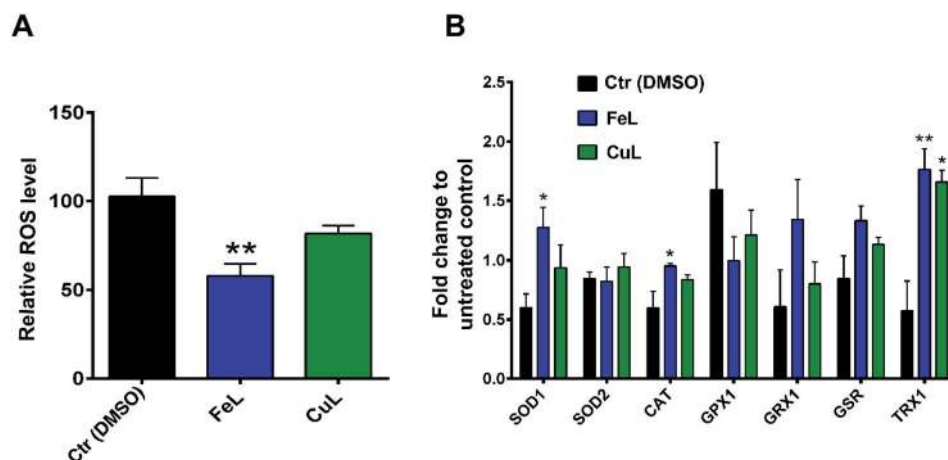 A
Relative ROS level
150
100
50
0
**
Ctr (DMSO)
FeL
CuL
B
Fold change to
untreated control
2.5
2.0
1.5
1.0
0.5
0.0
Ctr (DMSO)
FeL
CuL
*
*
**
*
SOD1
SOD2
CAT
GPX1
GRX1
GSR
TRX1